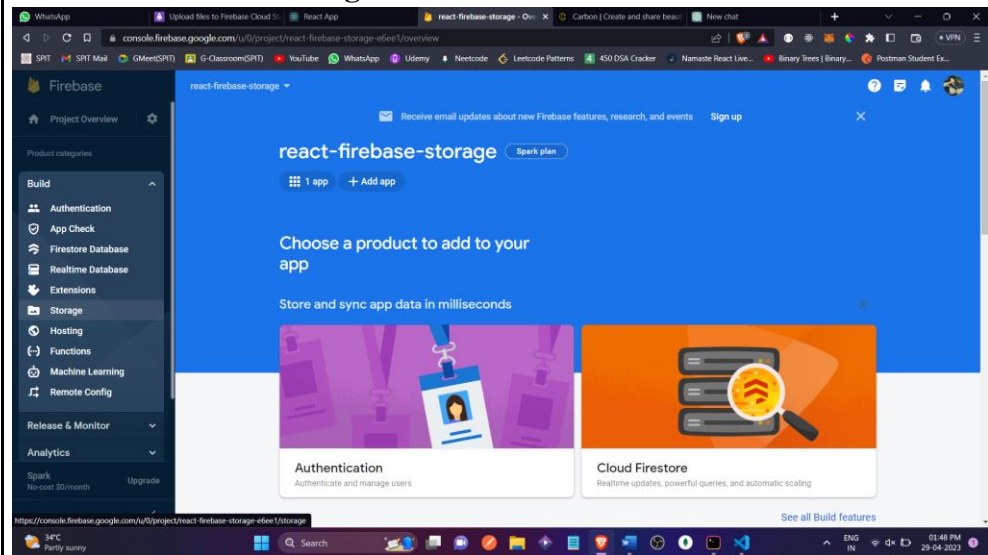 WhatsApp
Upload files to Firebase Cloud St
React App
react-firebase-storage - Ove
Carbon | Create and share beaut
New chat
console.firebase.google.com/u/0/project/react-firebase-storage-e6ee1/overview
VPN
SPIT
SPIT Mail
GMeet(SPIT)
G-Classroom(SPIT)
YouTube
WhatsApp
Udemy
Neetcode
Leetcode Patterns
450 DSA Cracker
Namaste React Live...
Binary Trees | Binary...
Postman Student Ex...
Firebase
react-firebase-storage
Project Overview
Receive email updates about new Firebase features, research, and events
Sign up
Product categories
react-firebase-storage
Spark plan
1 app
+ Add app
Build
Authentication
App Check
Firestore Database
Realtime Database
Extensions
Storage
Hosting
Functions
Machine Learning
Remote Config
Release & Monitor
Analytics
Spark
No-cost $0/month
Upgrade
Choose a product to add to your
app
Store and sync app data in milliseconds
Authentication
Authenticate and manage users
Cloud Firestore
Realtime updates, powerful queries, and automatic scaling
See all Build features
https://console.firebase.google.com/u/0/project/react-firebase-storage-e6ee1/storage
34°C
Partly sunny
Search
ENG
IN
01:48 PM
29-04-2023